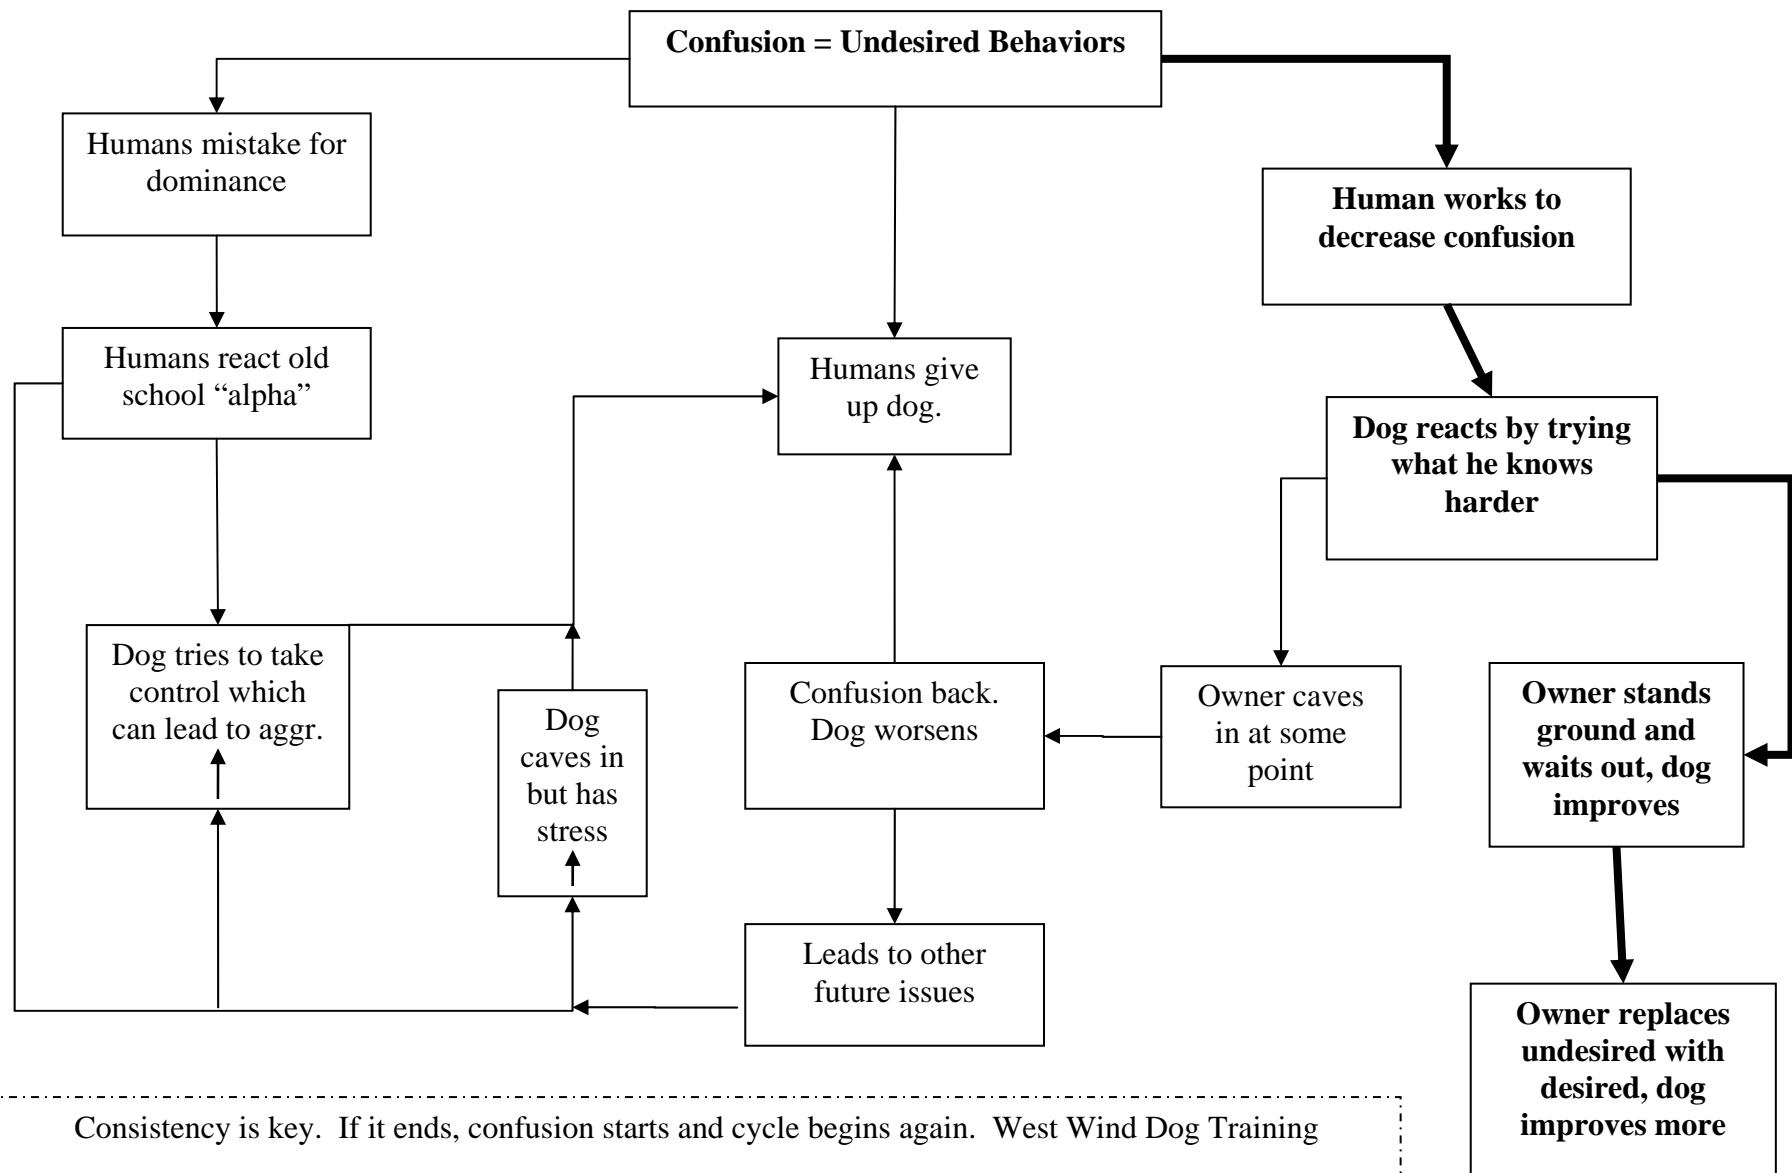 Confusion = Undesired Behaviors
Humans mistake for
dominance
Human works to
decrease confusion
Humans react old
school “alpha”
Humans give
up dog.
Dog reacts by trying
what he knows
harder
Dog tries to take
control which
can lead to aggr.
Dog
caves in
but has
stress
Confusion back.
Dog worsens
Owner caves
in at some
point
Owner stands
ground and
waits out, dog
improves
Leads to other
future issues
Owner replaces
undesired with
desired, dog
improves more
Consistency is key.  If it ends, confusion starts and cycle begins again.  West Wind Dog Training